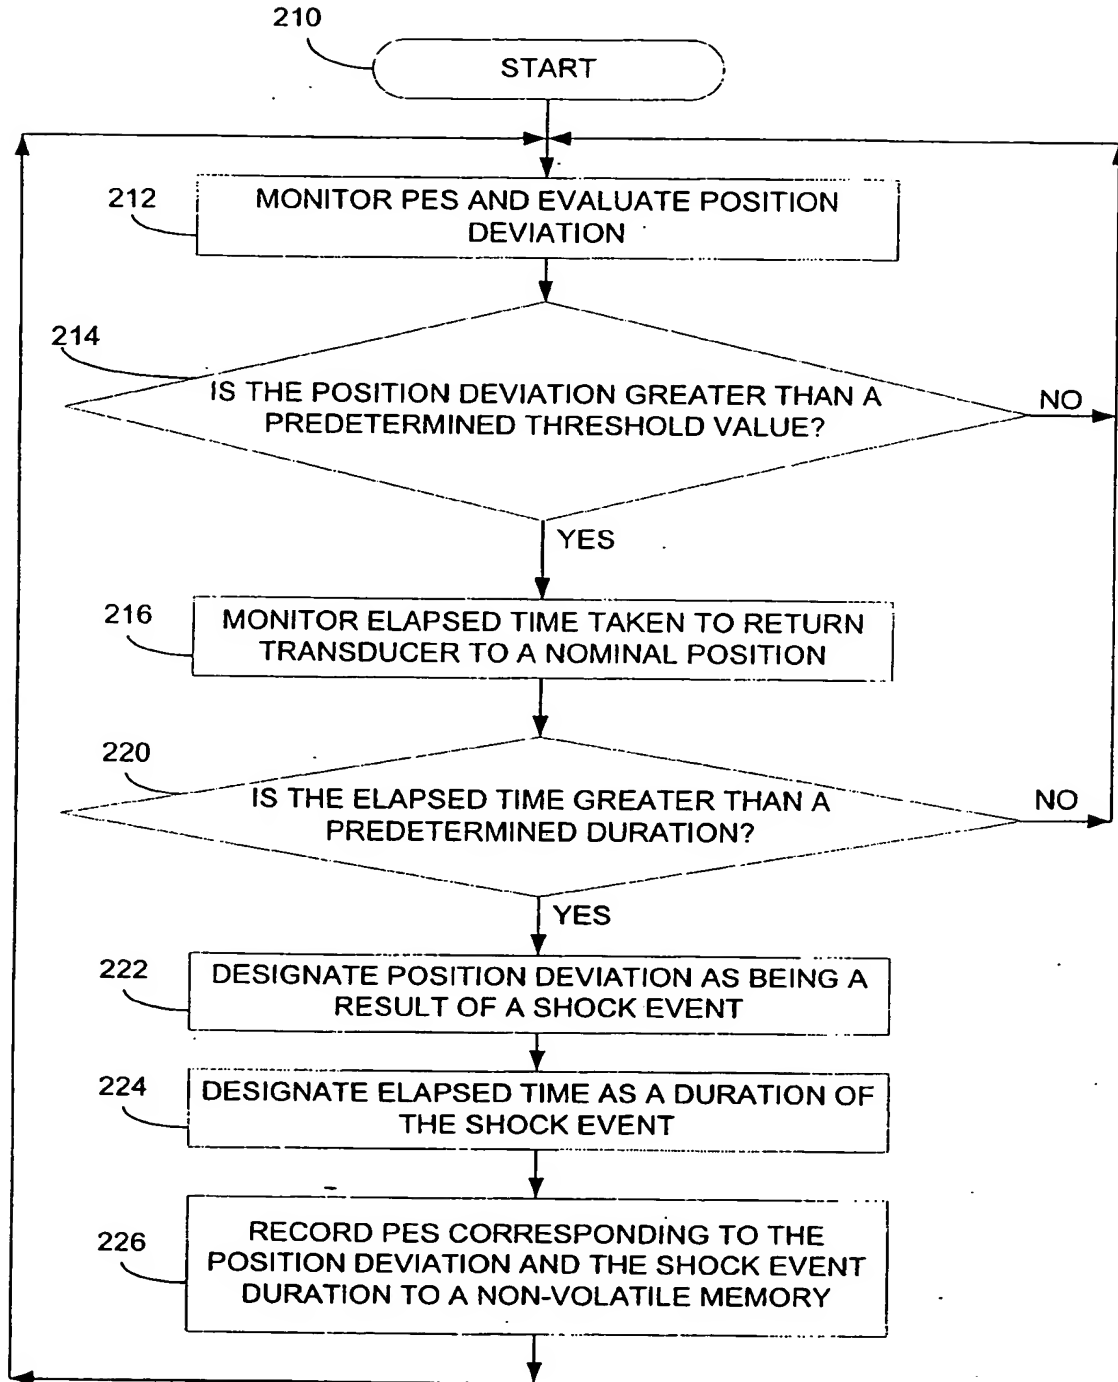 210
START
212
MONITOR PES AND EVALUATE POSITION
DEVIATION
214
IS THE POSITION DEVIATION GREATER THAN A
PREDETERMINED THRESHOLD VALUE?
NO
YES
216
MONITOR ELAPSED TIME TAKEN TO RETURN
TRANSDUCER TO A NOMINAL POSITION
220
IS THE ELAPSED TIME GREATER THAN A
PREDETERMINED DURATION?
NO
YES
222
DESIGNATE POSITION DEVIATION AS BEING A
RESULT OF A SHOCK EVENT
224
DESIGNATE ELAPSED TIME AS A DURATION OF
THE SHOCK EVENT
226
RECORD PES CORRESPONDING TO THE
POSITION DEVIATION AND THE SHOCK EVENT
DURATION TO A NON-VOLATILE MEMORY